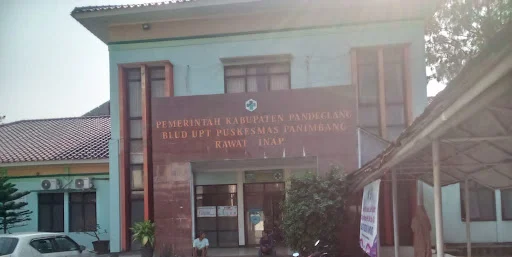 PEMERINTAH KABUPATEN PANDEGLANG
BLUD UPT PUSKESMAS PANIMBANG
RAWAT INAP